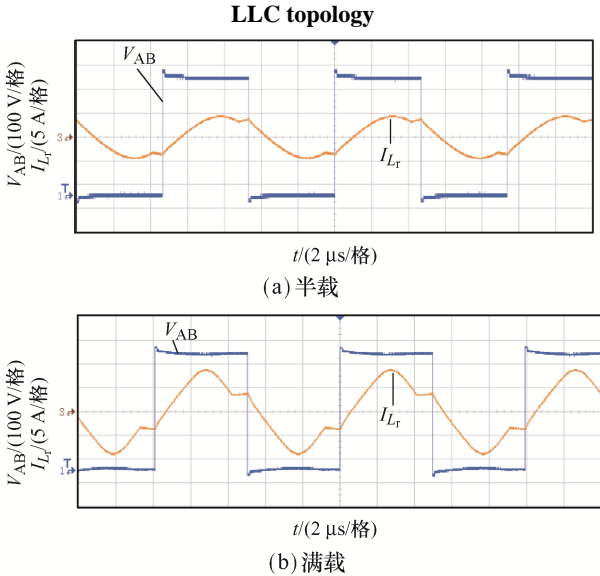 LLC topology
V_AB/(100 V/格)
I_Lr/(5 A/格)
V_AB
3
I_Lr
T
1
t/(2 μs/格)
(a)半载
V_AB/(100 V/格)
I_Lr/(5 A/格)
V_AB
3
I_Lr
T
1
t/(2 μs/格)
(b)满载